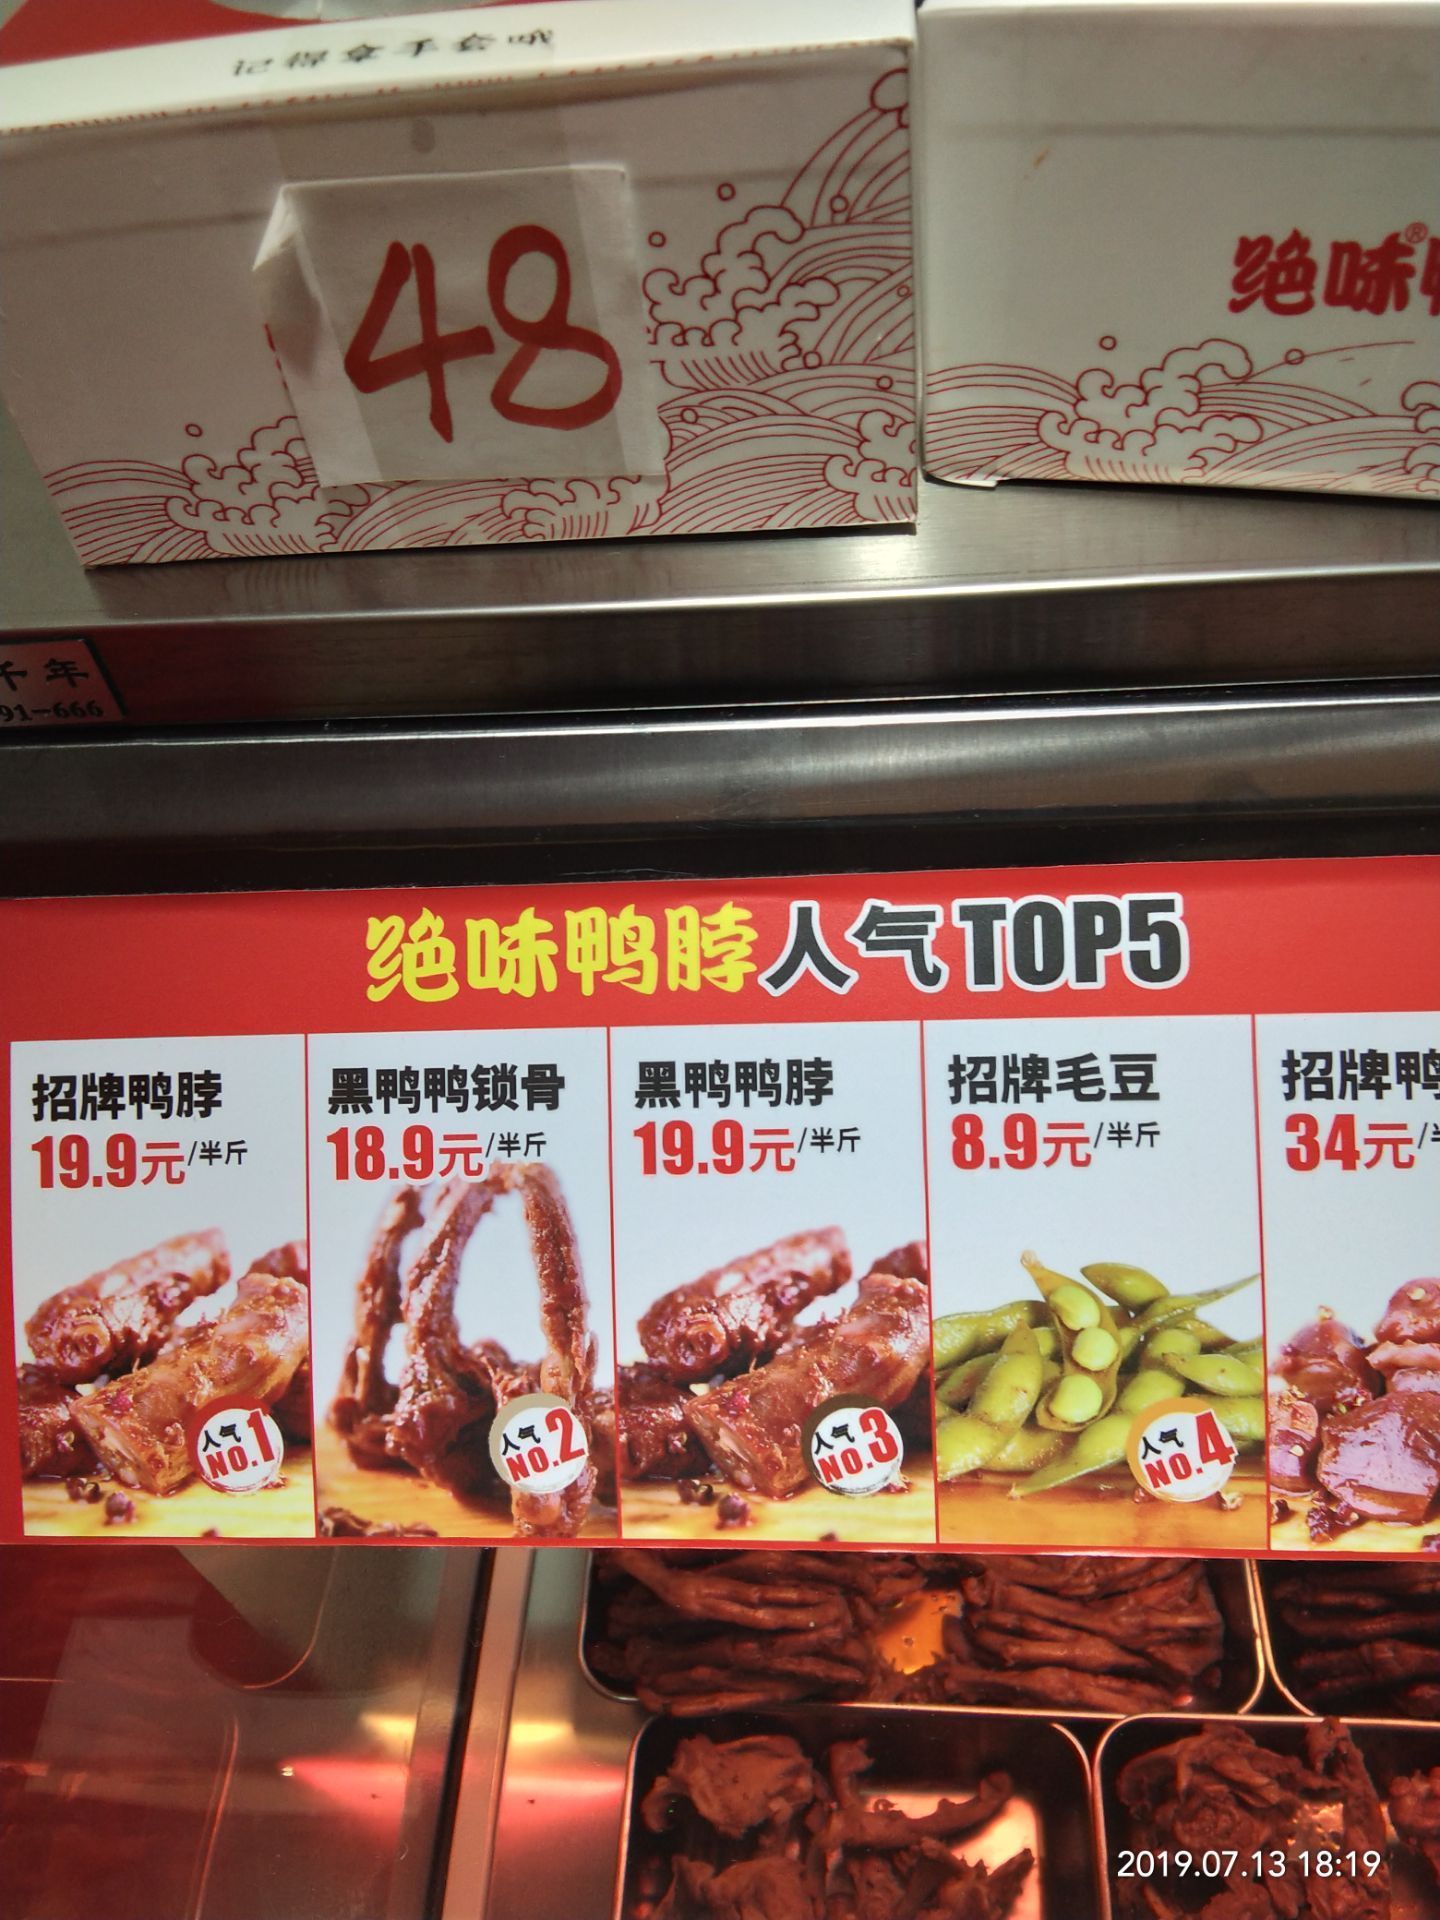 记得拿手套哦
48
绝味®
千年
91-666
绝味鸭脖人气TOP5
招牌鸭脖
19.9元/半斤
人气
NO.1
黑鸭鸭锁骨
18.9元/半斤
人气
NO.2
黑鸭鸭脖
19.9元/半斤
人气
NO.3
招牌毛豆
8.9元/半斤
人气
NO.4
招牌鸭
34元/
2019.07.13 18:19